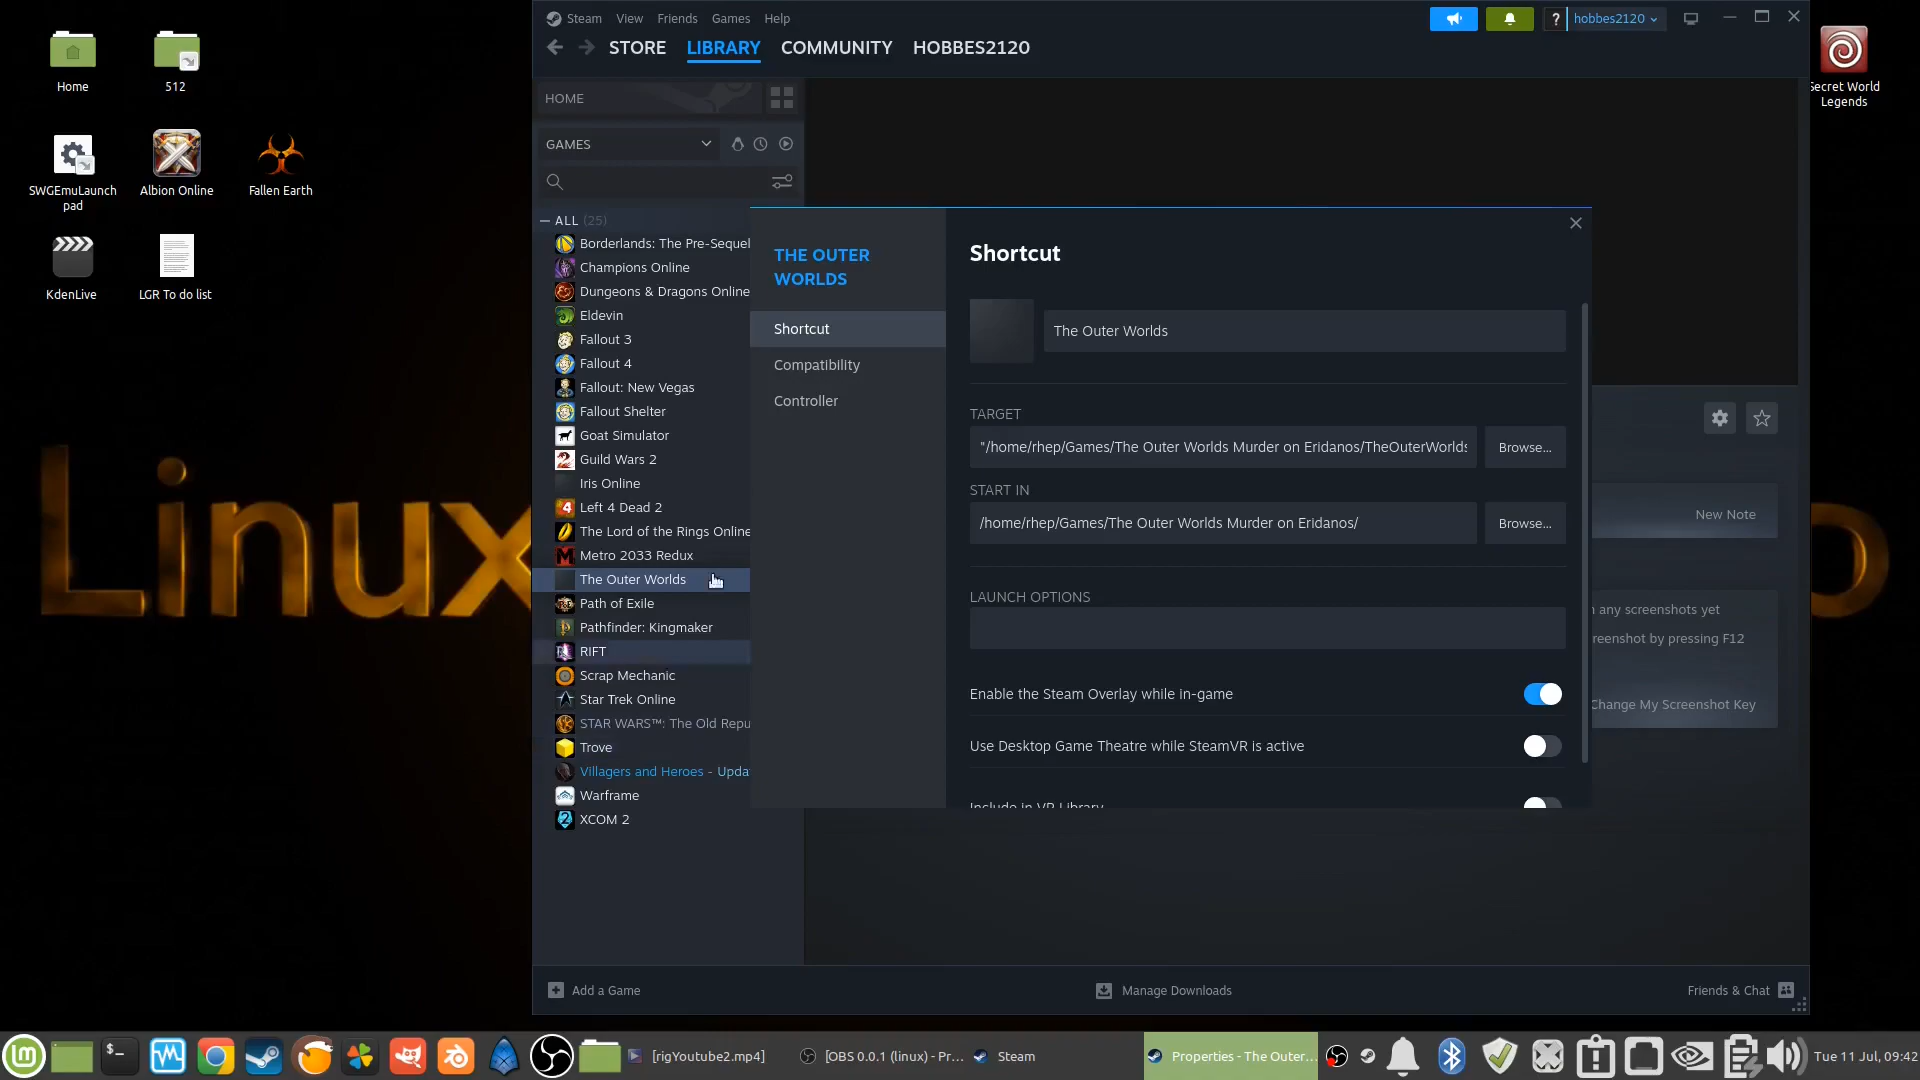 Home
512
SWGEmuLaunch
pad
Albion Online
Fallen Earth
KdenLive
LGR To do list
Linux
Steam View Friends Games Help
? hobbes2120
STORE LIBRARY COMMUNITY HOBBES2120
Secret World
Legends
HOME
GAMES
ALL (25)
Borderlands: The Pre-Sequel
Champions Online
Dungeons & Dragons Online
Eldevin
Fallout 3
Fallout 4
Fallout: New Vegas
Fallout Shelter
Goat Simulator
Guild Wars 2
Iris Online
Left 4 Dead 2
The Lord of the Rings Online
Metro 2033 Redux
The Outer Worlds
Path of Exile
Pathfinder: Kingmaker
RIFT
Scrap Mechanic
Star Trek Online
STAR WARS™: The Old Repu
Trove
Villagers and Heroes - Upda
Warframe
XCOM 2
THE OUTER
WORLDS
Shortcut
Compatibility
Controller
Shortcut
The Outer Worlds
TARGET
"/home/rhep/Games/The Outer Worlds Murder on Eridanos/TheOuterWorlds
Browse...
START IN
/home/rhep/Games/The Outer Worlds Murder on Eridanos/
Browse...
LAUNCH OPTIONS
Enable the Steam Overlay while in-game
Use Desktop Game Theatre while SteamVR is active
Include in VR Library
New Note
any screenshots yet
reenshot by pressing F12
Change My Screenshot Key
o
Add a Game
Manage Downloads
Friends & Chat
[rigYoutube2.mp4]
[OBS 0.0.1 (linux) - Pr...
Steam
Properties - The Outer...
Tue 11 Jul, 09:42